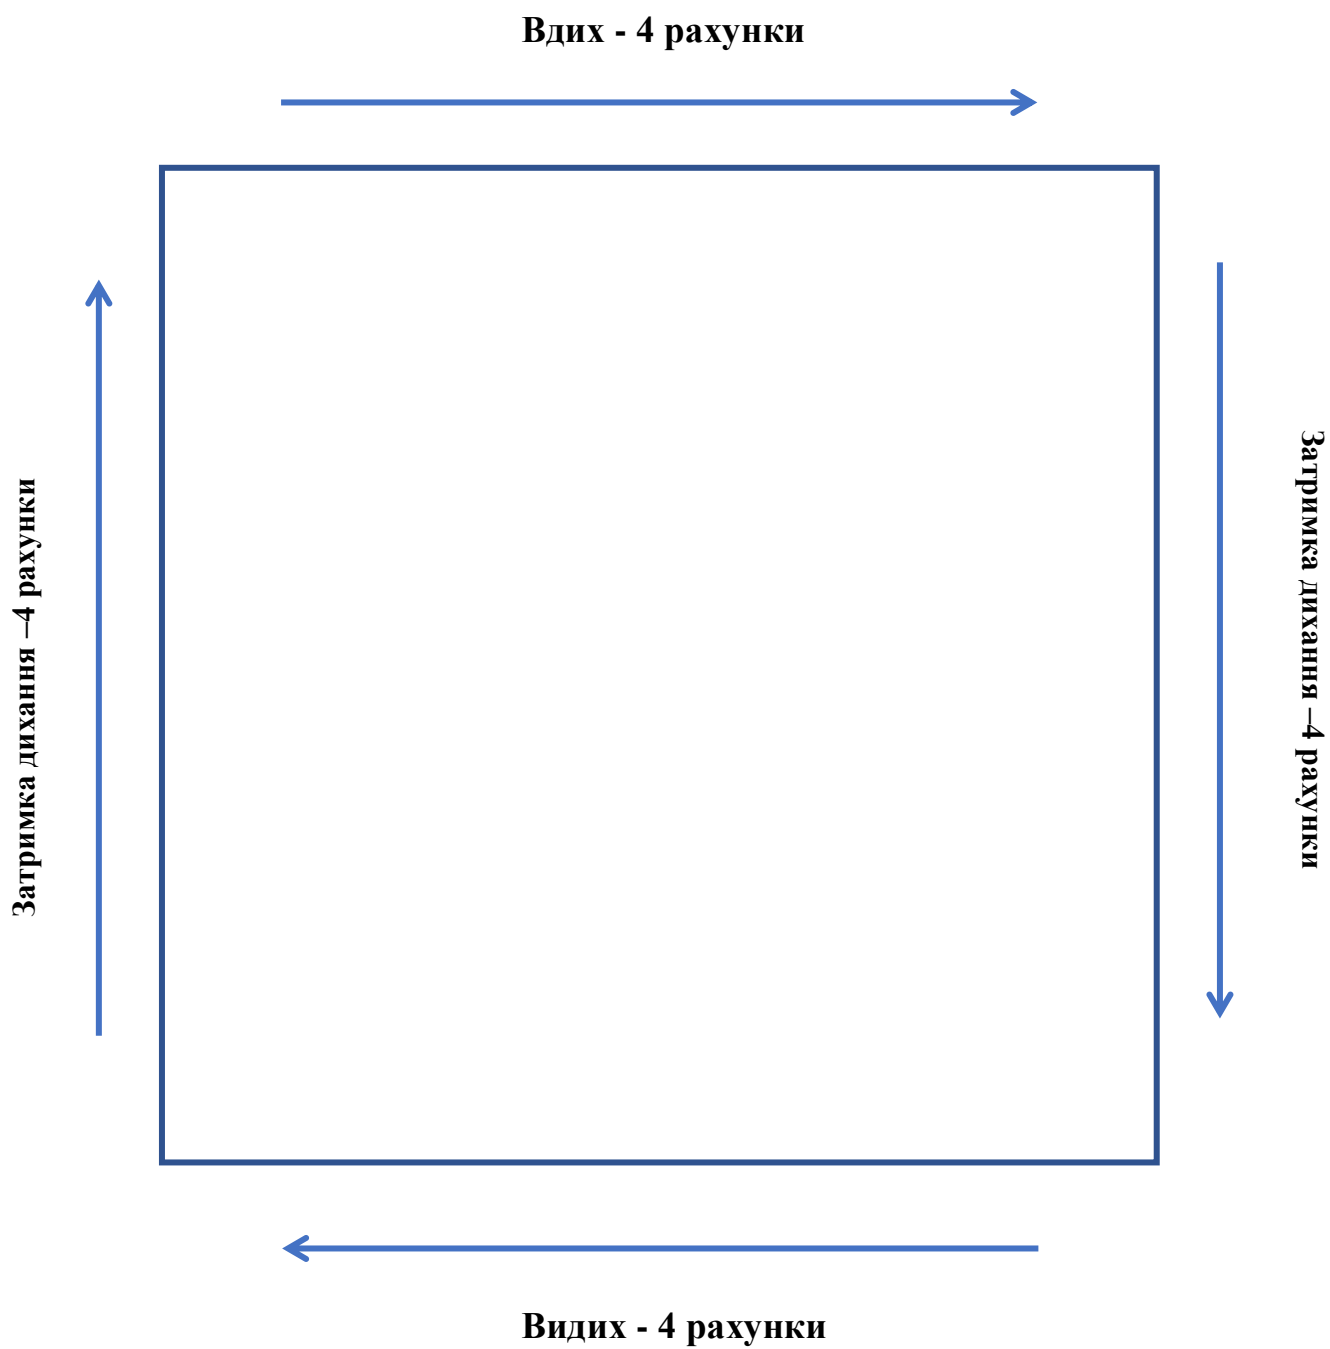 Вдих - 4 рахунки
Затримка дихання –4 рахунки
Затримка дихання –4 рахунки
Видих - 4 рахунки